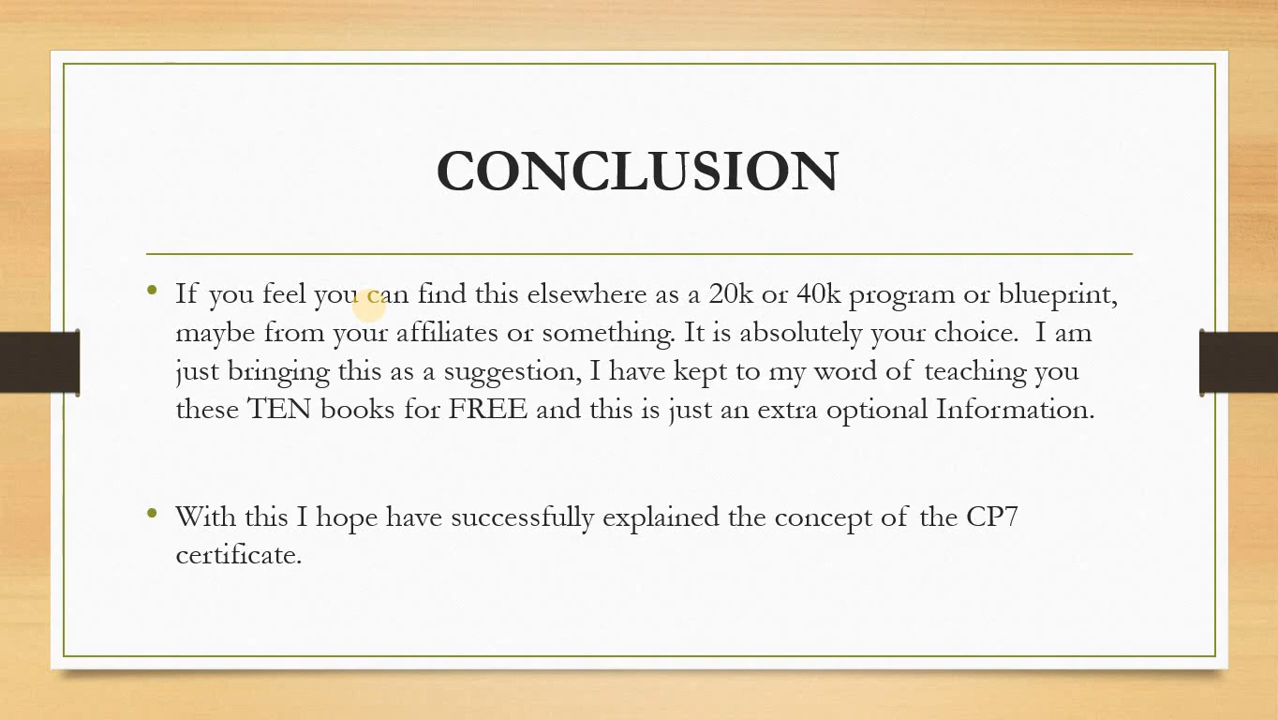 CONCLUSION
• If you feel you can find this elsewhere as a 20k or 40k program or blueprint,
maybe from your affiliates or something. It is absolutely your choice.  I am
just bringing this as a suggestion, I have kept to my word of teaching you
these TEN books for FREE and this is just an extra optional Information.
• With this I hope have successfully explained the concept of the CP7
certificate.